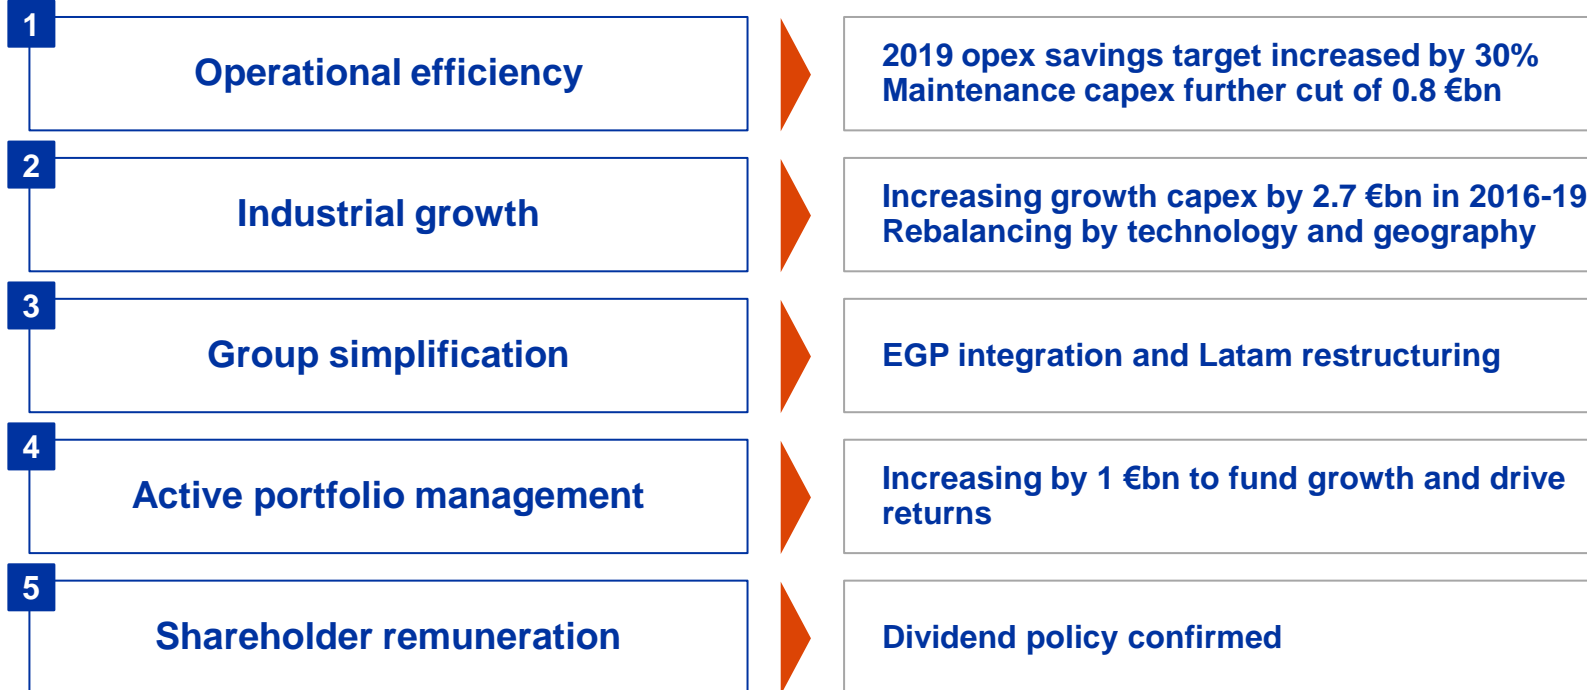 1
Operational efficiency
2019 opex savings target increased by 30%
Maintenance capex further cut of 0.8 €bn
2
Industrial growth
Increasing growth capex by 2.7 €bn in 2016-19
Rebalancing by technology and geography
3
Group simplification
EGP integration and Latam restructuring
4
Active portfolio management
Increasing by 1 €bn to fund growth and drive
returns
5
Shareholder remuneration
Dividend policy confirmed